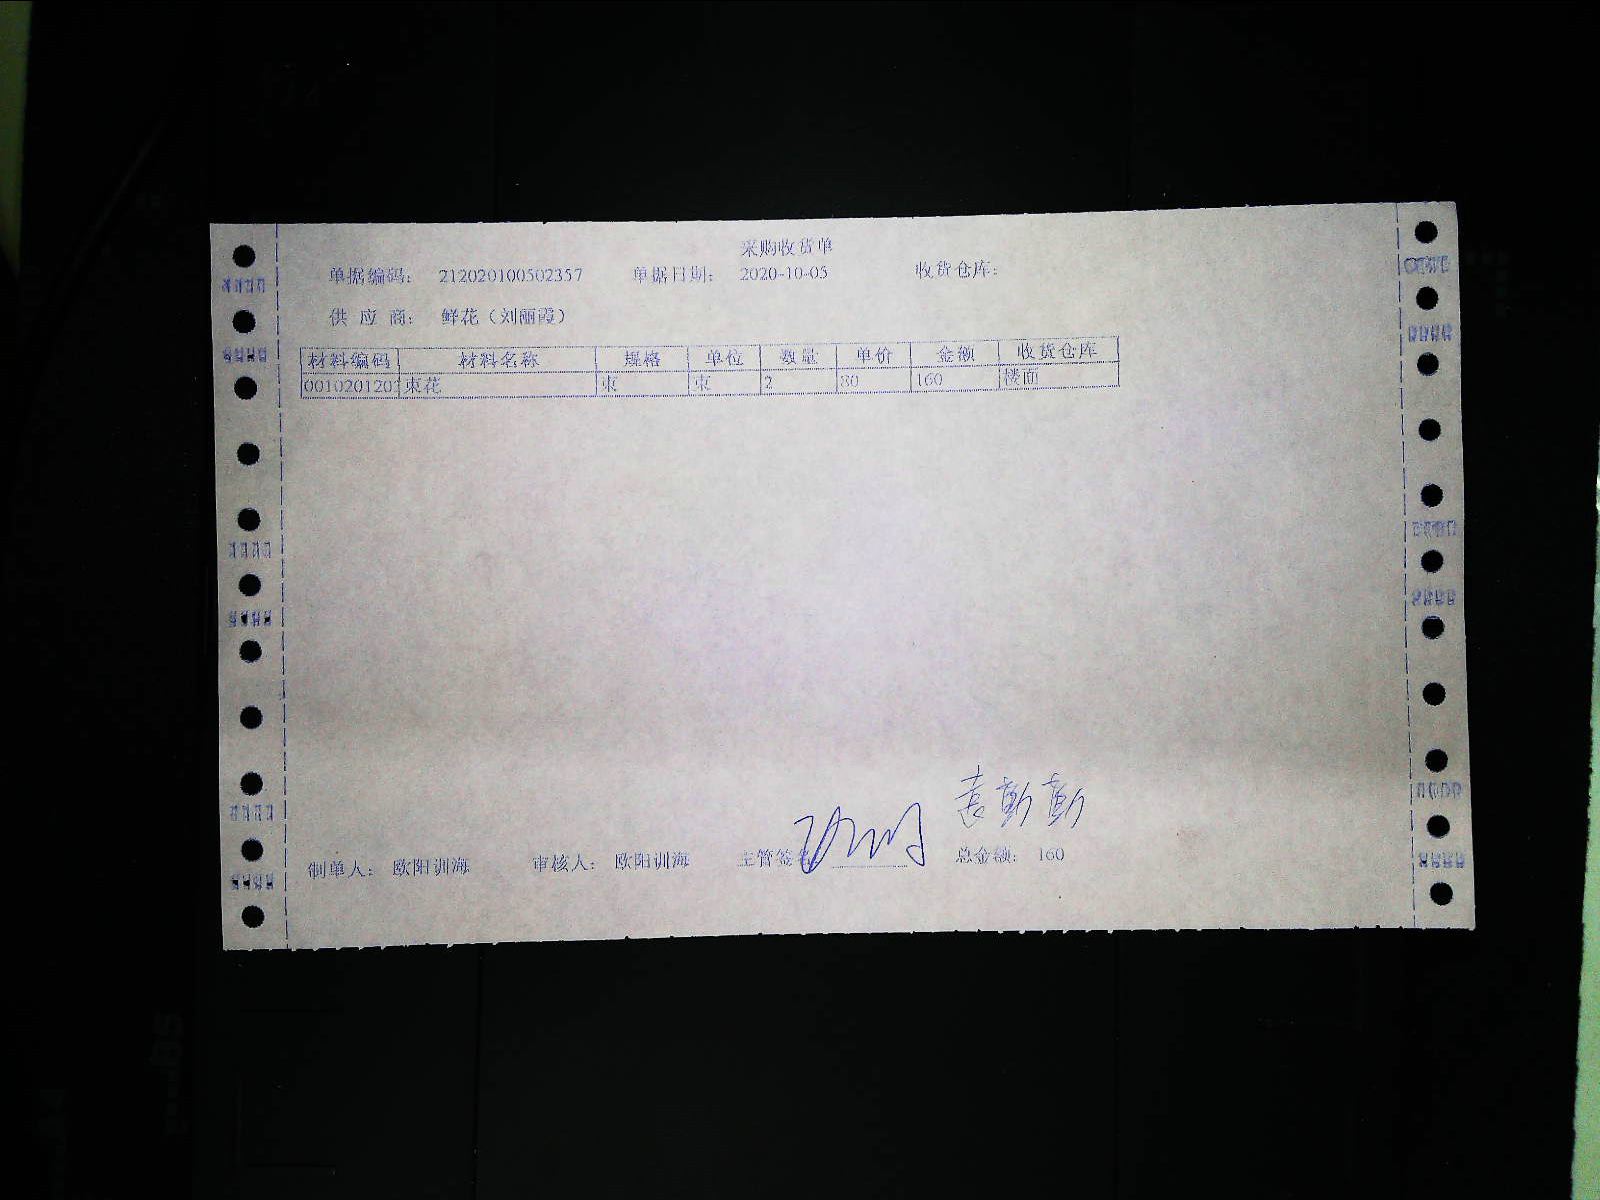 采购收货单
单据编码： 212020100502357 单据日期： 2020-10-05 收货仓库：
供 应 商： 鲜花（刘丽霞）
材料编码 材料名称 规格 单位 数量 单价 金额 收货仓库
0010201201 束花 束 束 2 80 160 楼面
袁彭彭
制单人： 欧阳训海 审核人： 欧阳训海 主管签名 总金额： 160